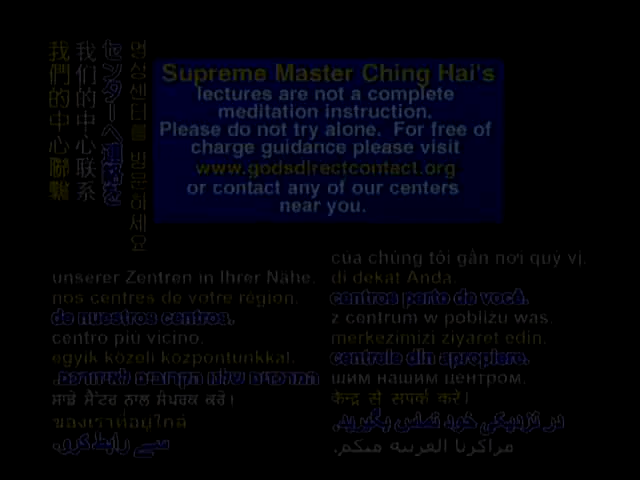 我們的中心聯繫
我们的中心联系
センターへ連絡を
명상센터를 방문하세요
Supreme Master Ching Hai's
lectures are not a complete
meditation instruction.
Please do not try alone. For free of
charge guidance please visit
www.godsdirectcontact.org
or contact any of our centers
near you.
unserer Zentren in Ihrer Nähe.
nos centres de votre région.
de nuestros centros.
centro più vicino.
egyik közeli központunkkal.
ਸਾਡੇ ਸੈਂਟਰ ਨਾਲ ਸੰਪਰਕ ਕਰੋ।
ของเราที่อยู่ใกล้
سے رابطہ کریں.
của chúng tôi gần nơi quý vị.
di dekat Anda.
centros perto de você.
z centrum w pobliżu was.
merkezimizi ziyaret edin.
centrele din apropiere.
шим нашим центром.
केन्द्र से संपर्क करें।
در نزدیکی خود تماس بگیرید.
مراكزنا القريبة منكم.